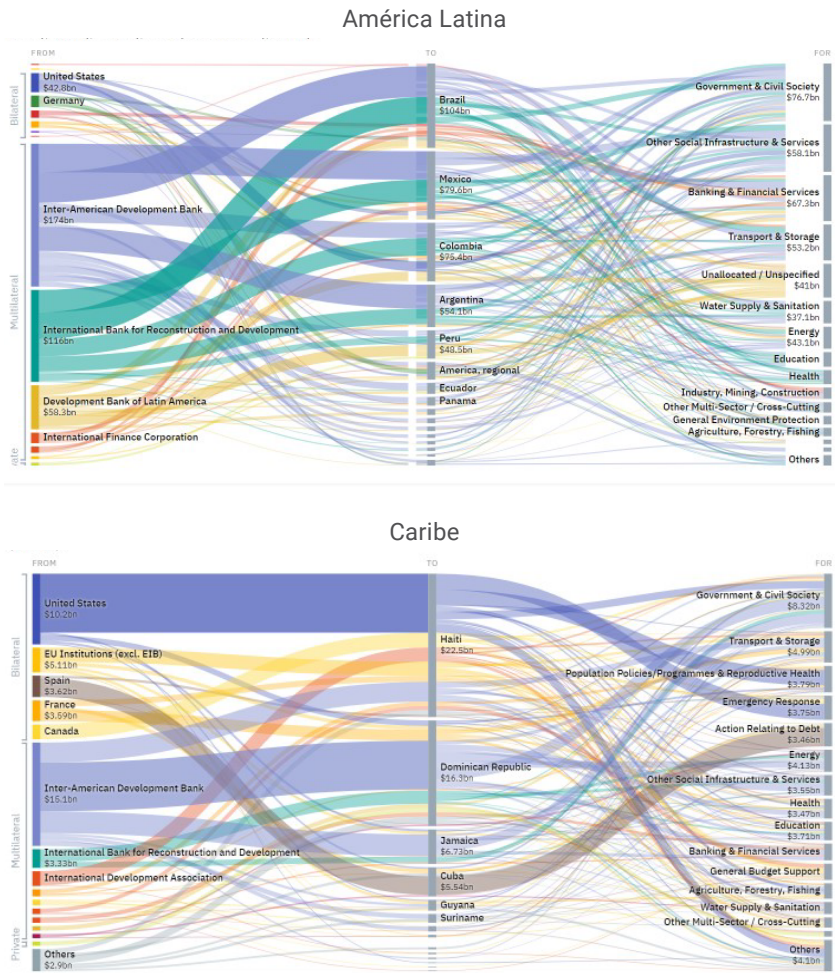 América Latina
FROM
TO
FOR
Bilateral
United States
$42.8bn
Germany
Multilateral
Inter-American Development Bank
$174bn
International Bank for Reconstruction and Development
$116bn
Development Bank of Latin America
$58.3bn
International Finance Corporation
Brazil
$104bn
Mexico
$79.6bn
Colombia
$75.4bn
Argentina
$54.1bn
Peru
$48.5bn
America, regional
Ecuador
Panama
Government & Civil Society
$76.7bn
Other Social Infrastructure & Services
$58.1bn
Banking & Financial Services
$67.3bn
Transport & Storage
$53.2bn
Unallocated / Unspecified
$41bn
Water Supply & Sanitation
$37.1bn
Energy
$43.1bn
Education
Health
Industry, Mining, Construction
Other Multi-Sector / Cross-Cutting
General Environment Protection
Agriculture, Forestry, Fishing
Others
Caribe
FROM
TO
FOR
Bilateral
United States
$10.2bn
EU Institutions (excl. EIB)
$5.11bn
Spain
$3.62bn
France
$3.59bn
Canada
Multilateral
Inter-American Development Bank
$15.1bn
International Bank for Reconstruction and Development
$3.33bn
International Development Association
Private
Others
$2.9bn
Haiti
$22.5bn
Dominican Republic
$16.3bn
Jamaica
$6.73bn
Cuba
$5.54bn
Guyana
Suriname
Government & Civil Society
$8.32bn
Transport & Storage
$4.99bn
Population Policies/Programmes & Reproductive Health
$3.79bn
Emergency Response
$3.75bn
Action Relating to Debt
$3.46bn
Energy
$4.13bn
Other Social Infrastructure & Services
$3.55bn
Health
$3.47bn
Education
$3.71bn
Banking & Financial Services
General Budget Support
Agriculture, Forestry, Fishing
Water Supply & Sanitation
Other Multi-Sector / Cross-Cutting
Others
$4.1bn